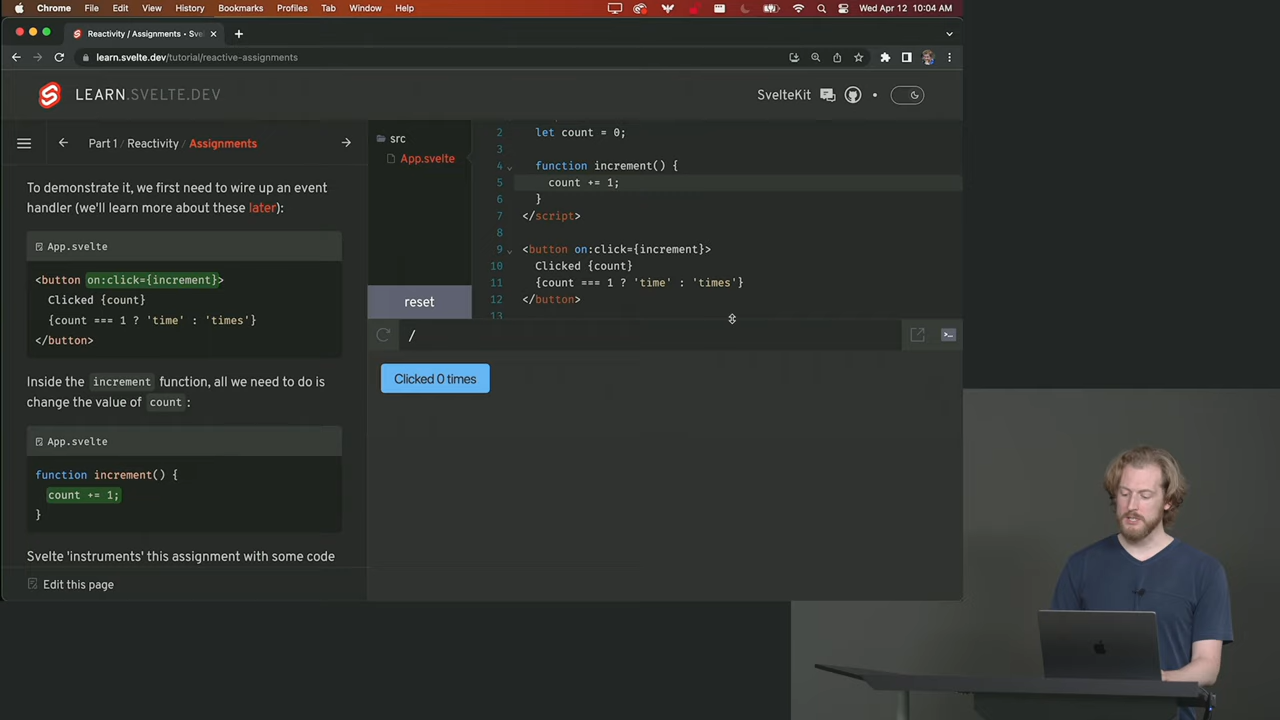 Chrome File Edit View History Bookmarks Profiles Tab Window Help Wed Apr 12 10:04 AM
Reactivity / Assignments • Sve
learn.svelte.dev/tutorial/reactive-assignments
LEARN.SVELTE.DEV
SvelteKit
Part 1 / Reactivity / Assignments
To demonstrate it, we first need to wire up an event
handler (we'll learn more about these later):
App.svelte
<button on:click={increment}>
Clicked {count}
{count === 1 ? 'time' : 'times'}
</button>
Inside the increment function, all we need to do is
change the value of count :
App.svelte
function increment() {
count += 1;
}
Svelte 'instruments' this assignment with some code
Edit this page
src
App.svelte
reset
2 let count = 0;
3
4 function increment() {
5 count += 1;
6 }
7 </script>
8
9 <button on:click={increment}>
10 Clicked {count}
11 {count === 1 ? 'time' : 'times'}
12 </button>
13
/
Clicked 0 times